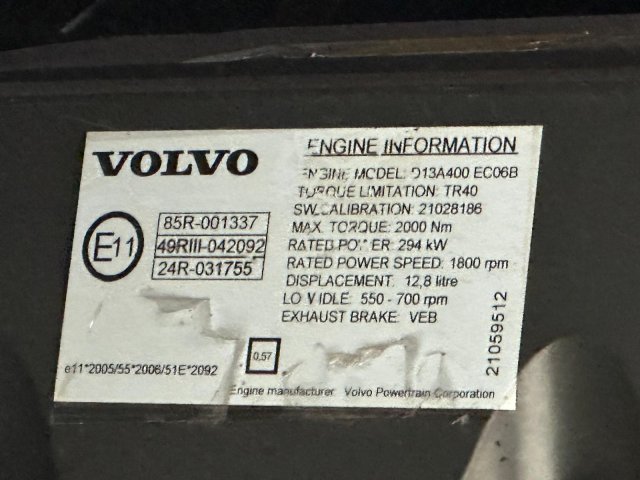 VOLVO
E11
85R-001337
49RIII-042092
24R-031755
0,57
e11*2005/55*2006/51E*2092
ENGINE INFORMATION
ENGINE MODEL: D13A400 EC06B
TORQUE LIMITATION: TR40
SW.CALIBRATION: 21028186
MAX. TORQUE: 2000 Nm
RATED POWER: 294 kW
RATED POWER SPEED: 1800 rpm
DISPLACEMENT: 12,8 litre
LOW IDLE: 550 - 700 rpm
EXHAUST BRAKE: VEB
Engine manufacturer Volvo Powertrain Corporation
21059512